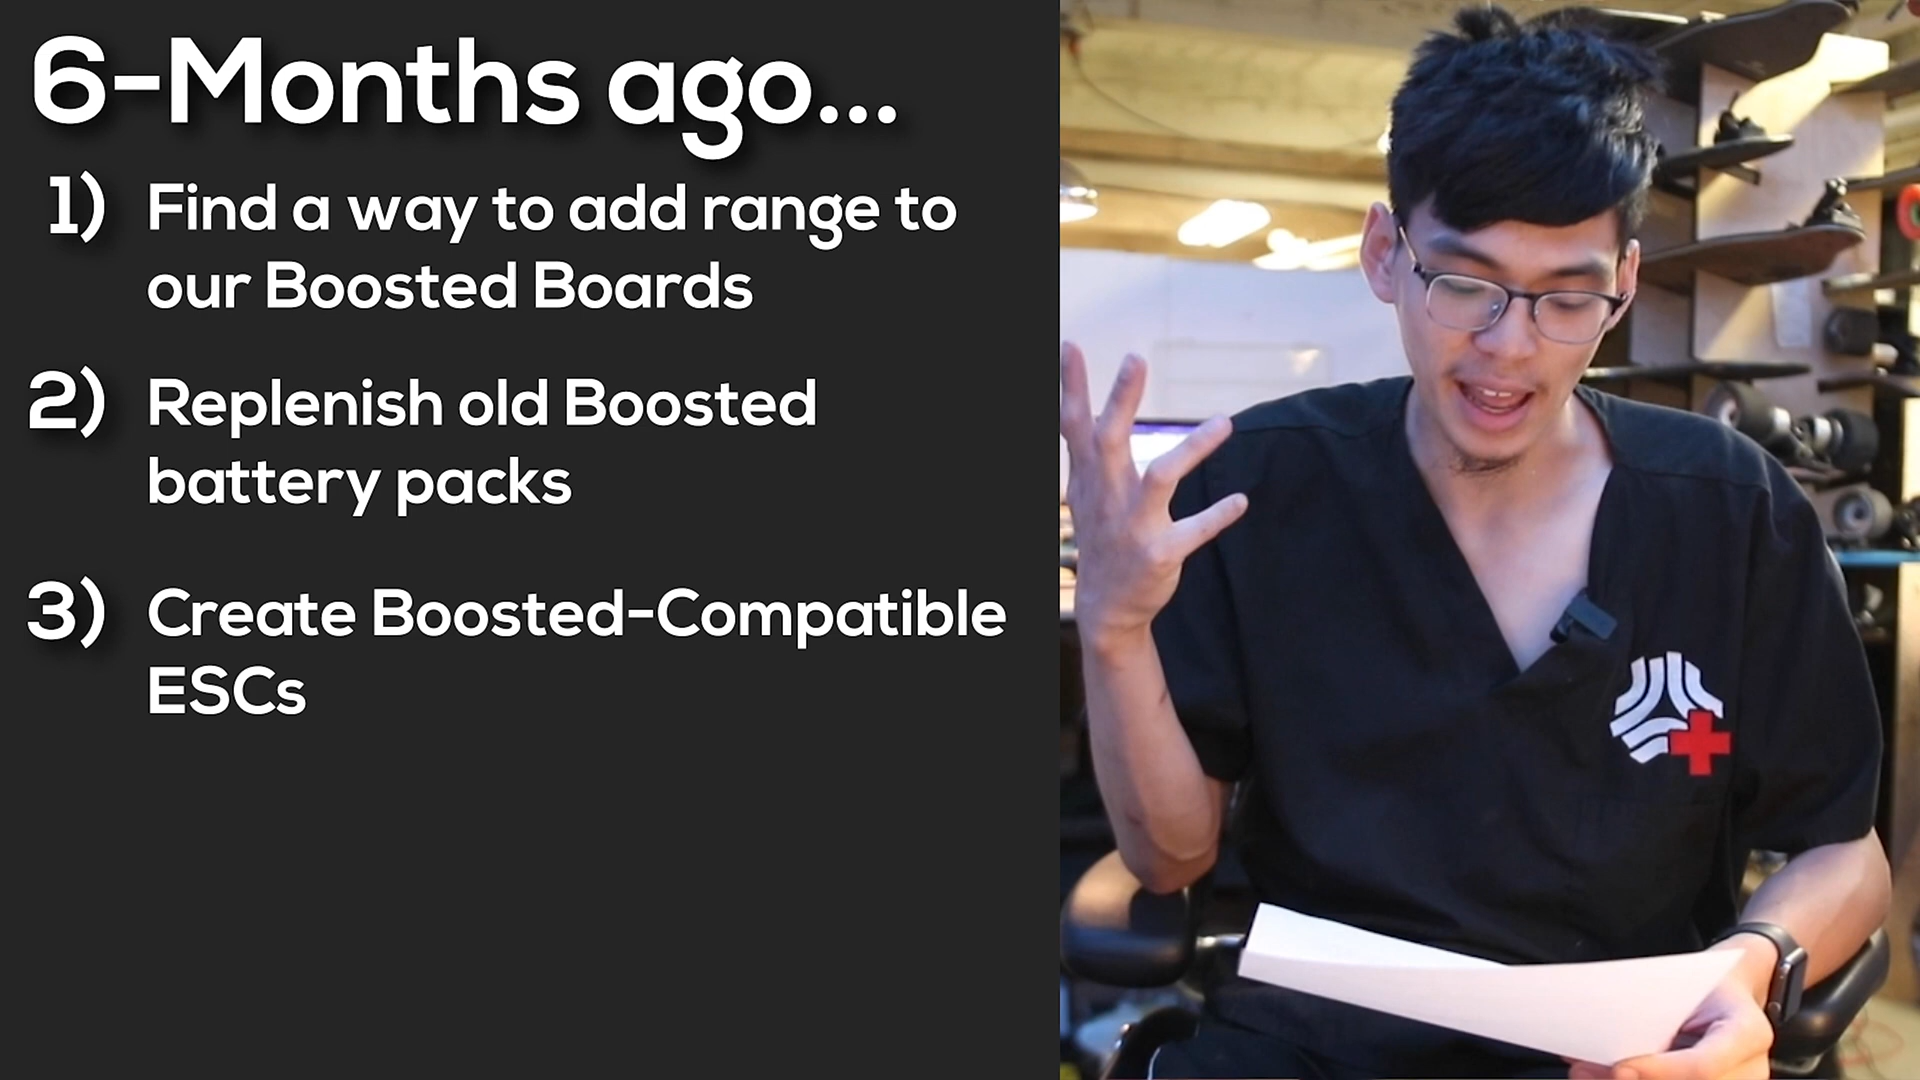 6-Months ago...
1) Find a way to add range to
our Boosted Boards
2) Replenish old Boosted
battery packs
3) Create Boosted-Compatible
ESCs